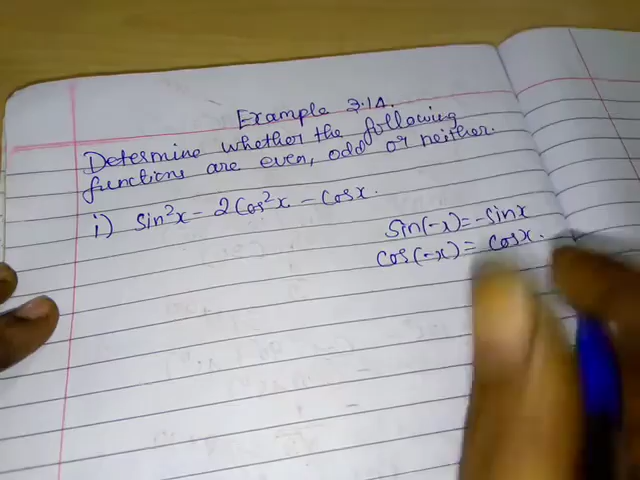 Example 3.14.
Determine whether the following
functions are even, odd or neither.
i) Sin²x - 2Cos²x - Cosx.
Sin(-x) = -Sinx
Cos(-x) = Cosx.